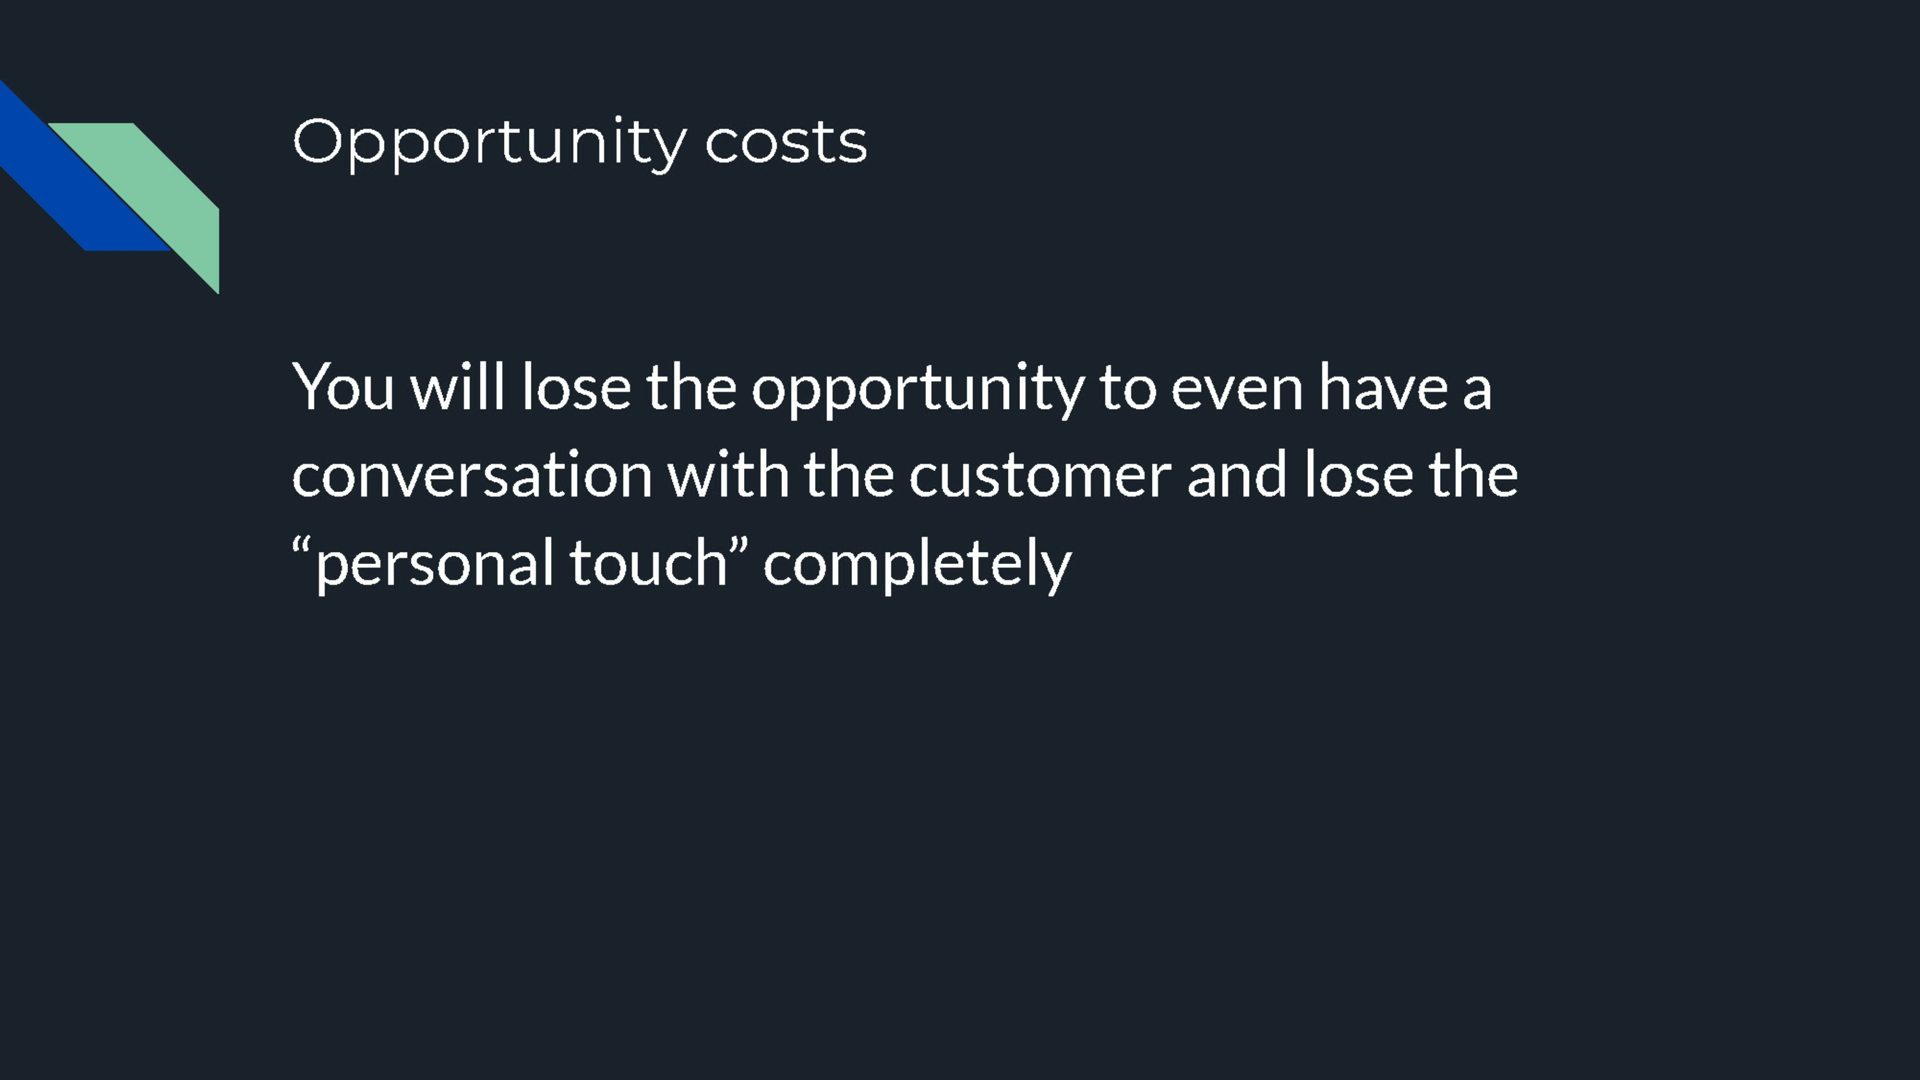 Opportunity costs
You will lose the opportunity to even have a
conversation with the customer and lose the
“personal touch” completely